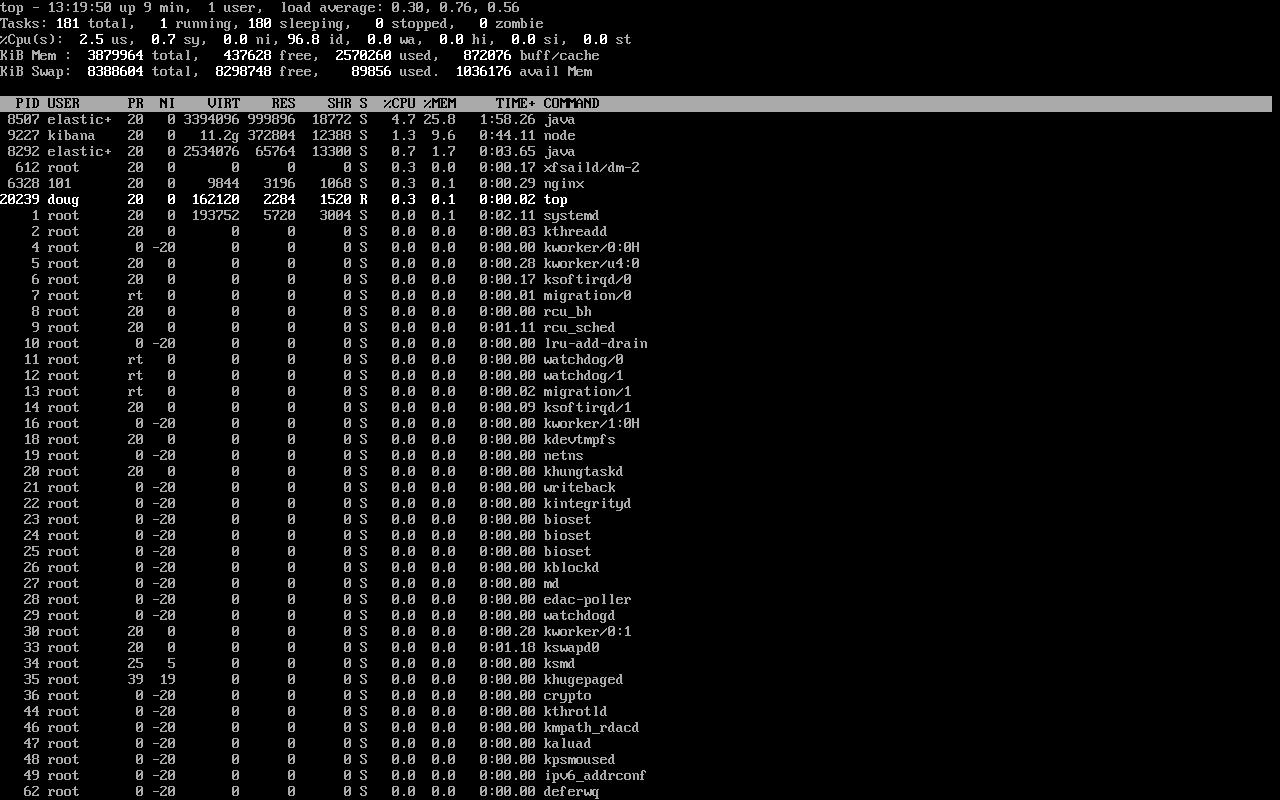 top - 13:19:50 up 9 min,  1 user,  load average: 0.30, 0.76, 0.56
Tasks: 181 total,   1 running, 180 sleeping,   0 stopped,   0 zombie
%Cpu(s):  2.5 us,  0.7 sy,  0.0 ni, 96.8 id,  0.0 wa,  0.0 hi,  0.0 si,  0.0 st
KiB Mem :  3879964 total,   437628 free,  2570260 used,   872076 buff/cache
KiB Swap:  8388604 total,  8298748 free,    89856 used.  1036176 avail Mem
  PID USER      PR  NI    VIRT    RES    SHR S  %CPU %MEM     TIME+ COMMAND
 8507 elastic+  20   0 3394096 999896  18772 S   4.7 25.8   1:58.26 java
 9227 kibana    20   0   11.2g 372804  12388 S   1.3  9.6   0:44.11 node
 8292 elastic+  20   0 2534076  65764  13300 S   0.7  1.7   0:03.65 java
  612 root      20   0       0      0      0 S   0.3  0.0   0:00.17 xfsaild/dm-2
 6328 101       20   0    9844   3196   1068 S   0.3  0.1   0:00.29 nginx
20239 doug      20   0  162120   2284   1520 R   0.3  0.1   0:00.02 top
    1 root      20   0  193752   5720   3004 S   0.0  0.1   0:02.11 systemd
    2 root      20   0       0      0      0 S   0.0  0.0   0:00.03 kthreadd
    4 root       0 -20       0      0      0 S   0.0  0.0   0:00.00 kworker/0:0H
    5 root      20   0       0      0      0 S   0.0  0.0   0:00.28 kworker/u4:0
    6 root      20   0       0      0      0 S   0.0  0.0   0:00.17 ksoftirqd/0
    7 root      rt   0       0      0      0 S   0.0  0.0   0:00.01 migration/0
    8 root      20   0       0      0      0 S   0.0  0.0   0:00.00 rcu_bh
    9 root      20   0       0      0      0 S   0.0  0.0   0:01.11 rcu_sched
   10 root       0 -20       0      0      0 S   0.0  0.0   0:00.00 lru-add-drain
   11 root      rt   0       0      0      0 S   0.0  0.0   0:00.00 watchdog/0
   12 root      rt   0       0      0      0 S   0.0  0.0   0:00.00 watchdog/1
   13 root      rt   0       0      0      0 S   0.0  0.0   0:00.02 migration/1
   14 root      20   0       0      0      0 S   0.0  0.0   0:00.09 ksoftirqd/1
   16 root       0 -20       0      0      0 S   0.0  0.0   0:00.00 kworker/1:0H
   18 root      20   0       0      0      0 S   0.0  0.0   0:00.00 kdevtmpfs
   19 root       0 -20       0      0      0 S   0.0  0.0   0:00.00 netns
   20 root      20   0       0      0      0 S   0.0  0.0   0:00.00 khungtaskd
   21 root       0 -20       0      0      0 S   0.0  0.0   0:00.00 writeback
   22 root       0 -20       0      0      0 S   0.0  0.0   0:00.00 kintegrityd
   23 root       0 -20       0      0      0 S   0.0  0.0   0:00.00 bioset
   24 root       0 -20       0      0      0 S   0.0  0.0   0:00.00 bioset
   25 root       0 -20       0      0      0 S   0.0  0.0   0:00.00 bioset
   26 root       0 -20       0      0      0 S   0.0  0.0   0:00.00 kblockd
   27 root       0 -20       0      0      0 S   0.0  0.0   0:00.00 md
   28 root       0 -20       0      0      0 S   0.0  0.0   0:00.00 edac-poller
   29 root       0 -20       0      0      0 S   0.0  0.0   0:00.00 watchdogd
   30 root      20   0       0      0      0 S   0.0  0.0   0:00.20 kworker/0:1
   33 root      20   0       0      0      0 S   0.0  0.0   0:01.18 kswapd0
   34 root      25   5       0      0      0 S   0.0  0.0   0:00.00 ksmd
   35 root      39  19       0      0      0 S   0.0  0.0   0:00.00 khugepaged
   36 root       0 -20       0      0      0 S   0.0  0.0   0:00.00 crypto
   44 root       0 -20       0      0      0 S   0.0  0.0   0:00.00 kthrotld
   46 root       0 -20       0      0      0 S   0.0  0.0   0:00.00 kmpath_rdacd
   47 root       0 -20       0      0      0 S   0.0  0.0   0:00.00 kaluad
   48 root       0 -20       0      0      0 S   0.0  0.0   0:00.00 kpsmoused
   49 root       0 -20       0      0      0 S   0.0  0.0   0:00.00 ipv6_addrconf
   62 root       0 -20       0      0      0 S   0.0  0.0   0:00.00 deferwq